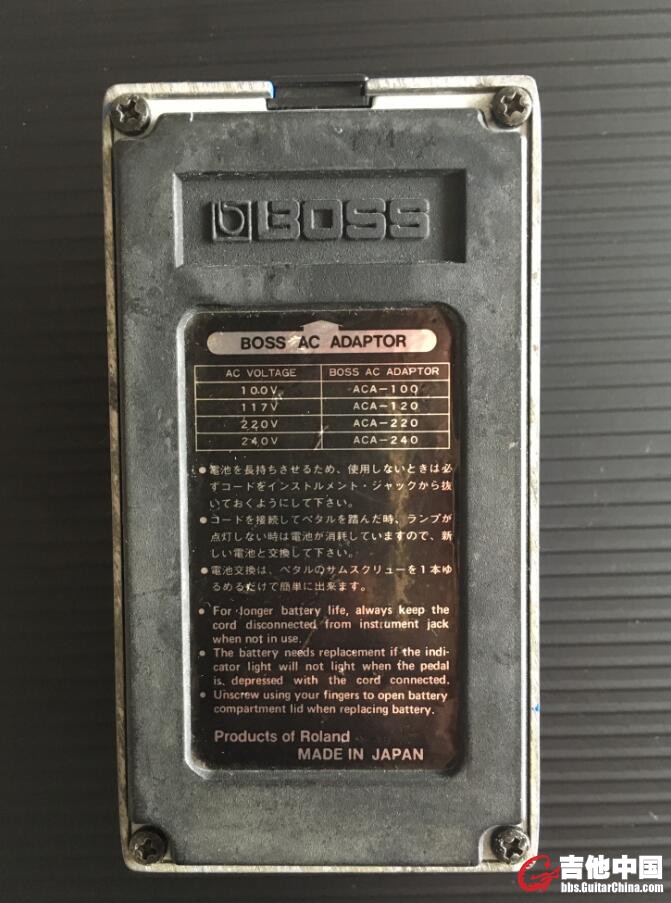 BOSS
BOSS AC ADAPTOR
AC VOLTAGE BOSS AC ADAPTOR
100V ACA-100
117V ACA-120
220V ACA-220
240V ACA-240
●電池を長持ちさせるため、使用しないときは必
ずコードをインストルメント・ジャックから抜
いておくようにして下さい。
●コードを接続してペタルを踏んだ時、ランプが
点灯しない時は電池が消耗していますので、新
しい電池と交換して下さい。
●電池交換は、ペタルのサムスクリューを1本ゆ
るめるだけで簡単に出来ます。
● For longer battery life, always keep the
cord disconnected from instrument jack
when not in use.
● The battery needs replacement if the indi-
cator light will not light when the pedal
is depressed with the cord connected.
● Unscrew using your fingers to open battery
compartment lid when replacing battery.
Products of Roland
MADE IN JAPAN
吉他中国
bbs.GuitarChina.com